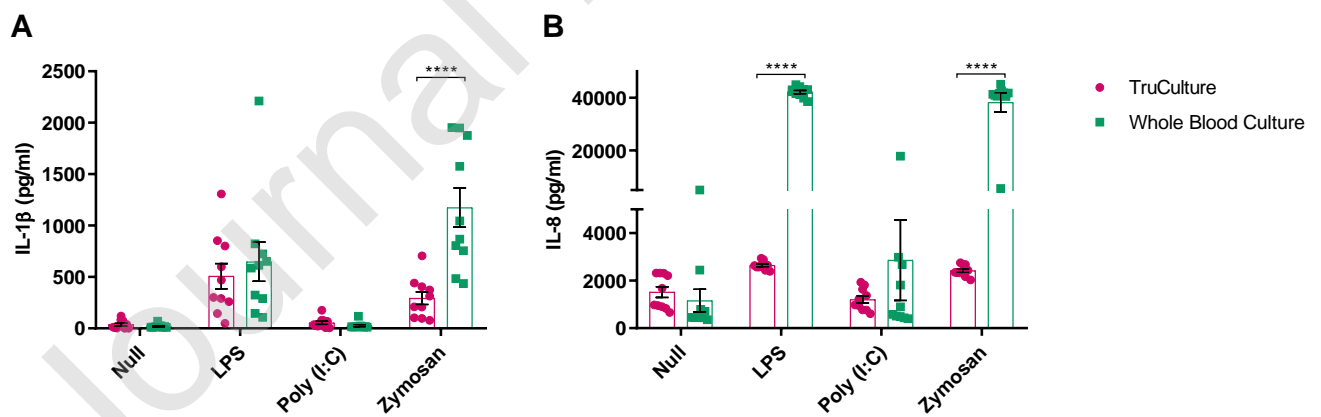 A
B
2500
2000
1500
1000
500
0
IL-1β (pg/ml)
****
Null
LPS
Poly (I:C)
Zymosan
40000
20000
4000
2000
0
IL-8 (pg/ml)
****
****
Null
LPS
Poly (I:C)
Zymosan
TruCulture
Whole Blood Culture
Journal